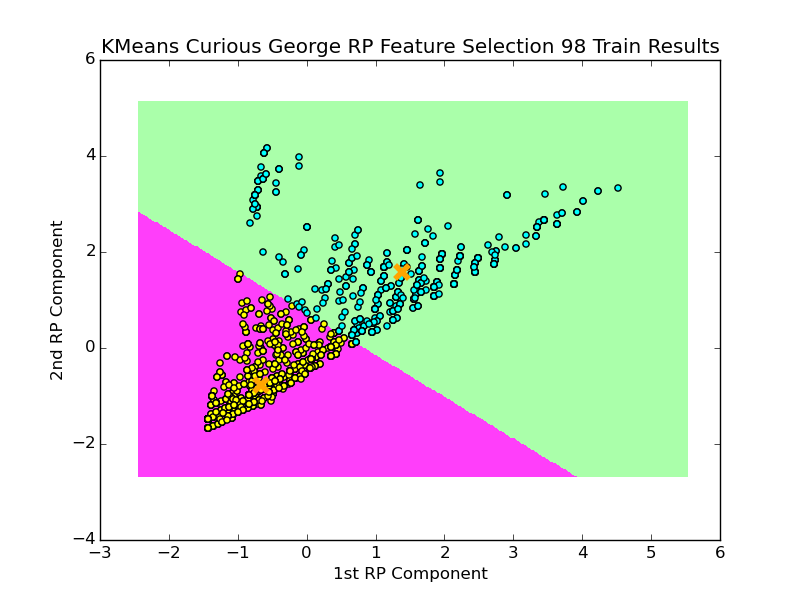 KMeans Curious George RP Feature Selection 98 Train Results
6
4
2
0
−2
−4
2nd RP Component
−3 −2 −1 0 1 2 3 4 5 6
1st RP Component